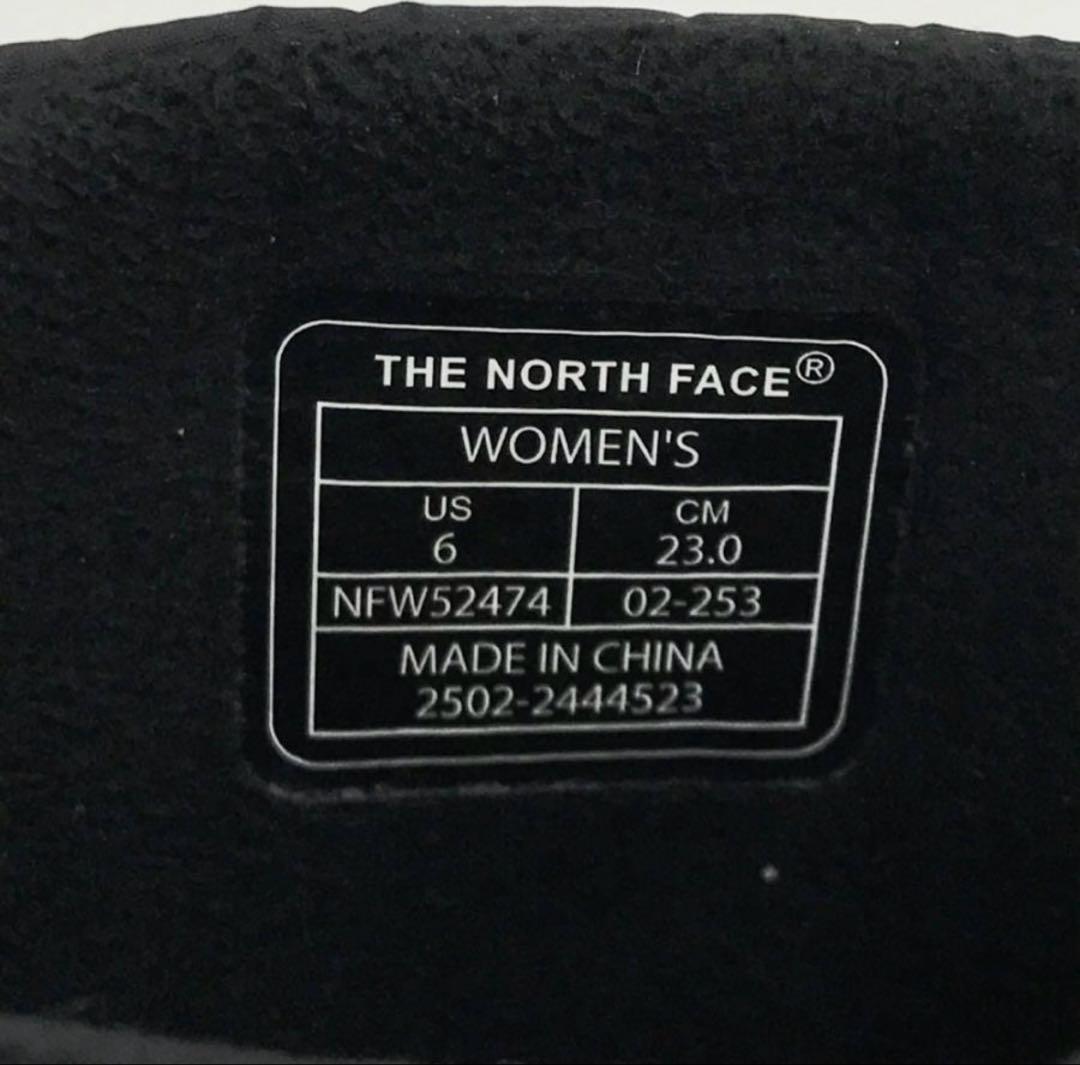 THE NORTH FACE®
WOMEN'S
US CM
6 23.0
NFW52474 02-253
MADE IN CHINA
2502-2444523